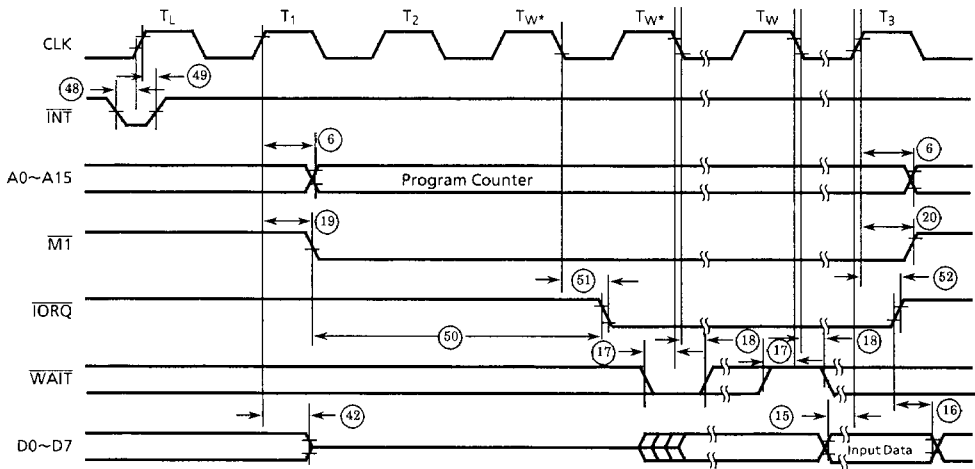 T_L T_1 T_2 T_W* T_W* T_W T_3
CLK
48 49
INT
6 6
A0~A15 Program Counter
19 20
M1
51 52
IORQ
50 17 18 17 18
WAIT
42 15 16
D0~D7 Input Data